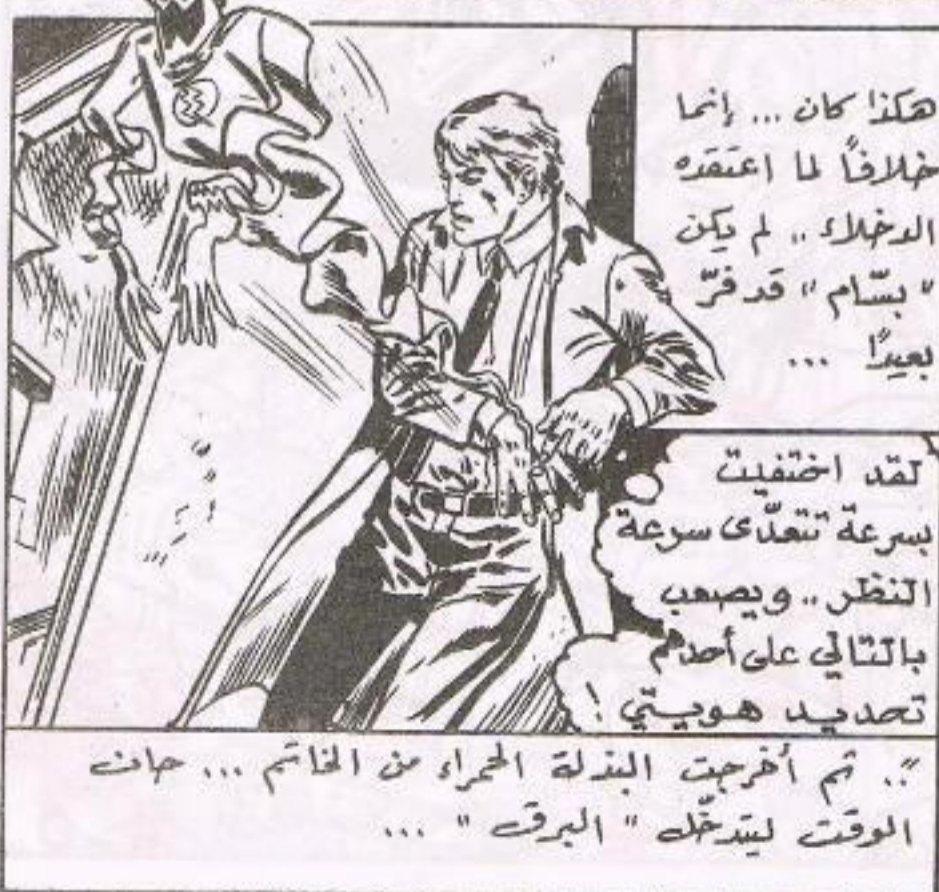 هكذا كان ... إنما
خلافاً لما اعتقده
الدخلاء .. لم يكن
" بسّام " قد فرّ
بعيدًا ...
لقد اختفيت
بسرعة تتعدّى سرعة
النظر .. ويصعب
بالتالي على أحدهم
تحديد هويتي !
".. ثم أخرجت البذلة الحمراء من الخاتم ... حان
الوقت ليتدخّل " البرق " ...